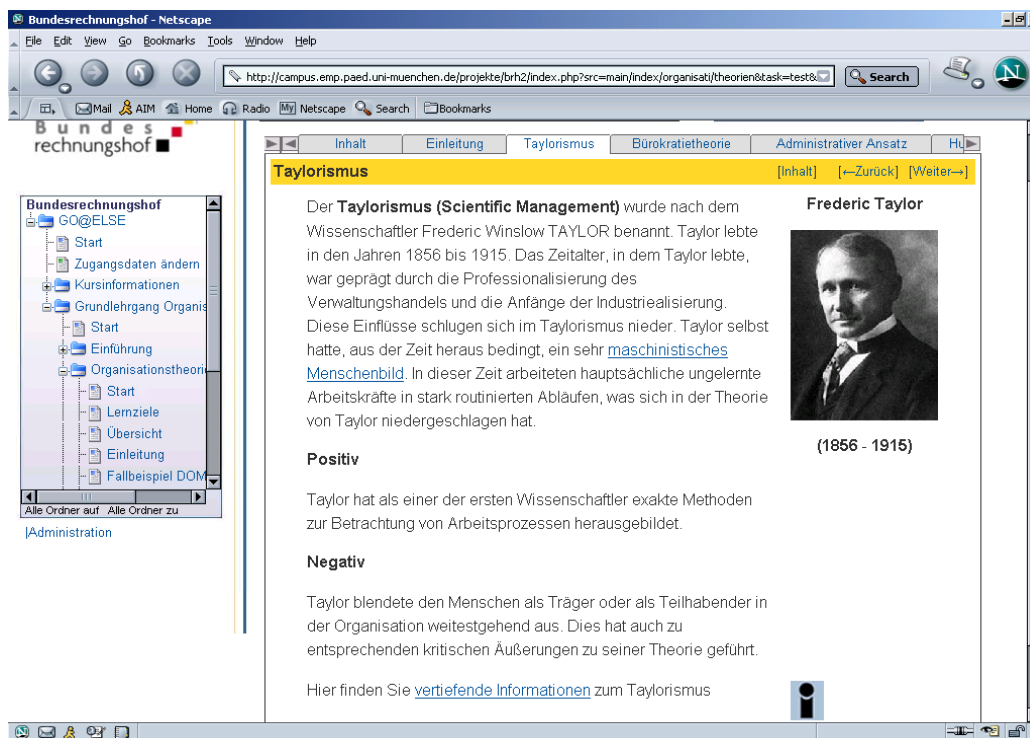 Bundesrechnungshof - Netscape
File Edit View Go Bookmarks Tools Window Help
http://campus.emp.paed.uni-muenchen.de/projekte/brh2/index.php?src=main/index/organisati/theorien&task=test& Search
Mail AIM Home Radio My Netscape Search Bookmarks
Bundes
rechnungshof
Bundesrechnungshof
GO@ELSE
Start
Zugangsdaten ändern
Kursinformationen
Grundlehrgang Organis
Start
Einführung
Organisationstheori
Start
Lernziele
Übersicht
Einleitung
Fallbeispiel DOM
Alle Ordner auf Alle Ordner zu
|Administration
Inhalt Einleitung Taylorismus Bürokratietheorie Administrativer Ansatz Hu
Taylorismus [Inhalt] [←Zurück] [Weiter→]
Der Taylorismus (Scientific Management) wurde nach dem
Wissenschaftler Frederic Winslow TAYLOR benannt. Taylor lebte
in den Jahren 1856 bis 1915. Das Zeitalter, in dem Taylor lebte,
war geprägt durch die Professionalisierung des
Verwaltungshandels und die Anfänge der Industriealisierung.
Diese Einflüsse schlugen sich im Taylorismus nieder. Taylor selbst
hatte, aus der Zeit heraus bedingt, ein sehr maschinistisches
Menschenbild. In dieser Zeit arbeiteten hauptsächliche ungelernte
Arbeitskräfte in stark routinierten Abläufen, was sich in der Theorie
von Taylor niedergeschlagen hat.
Positiv
Taylor hat als einer der ersten Wissenschaftler exakte Methoden
zur Betrachtung von Arbeitsprozessen herausgebildet.
Negativ
Taylor blendete den Menschen als Träger oder als Teilhabender in
der Organisation weitestgehend aus. Dies hat auch zu
entsprechenden kritischen Äußerungen zu seiner Theorie geführt.
Hier finden Sie vertiefende Informationen zum Taylorismus
Frederic Taylor
(1856 - 1915)